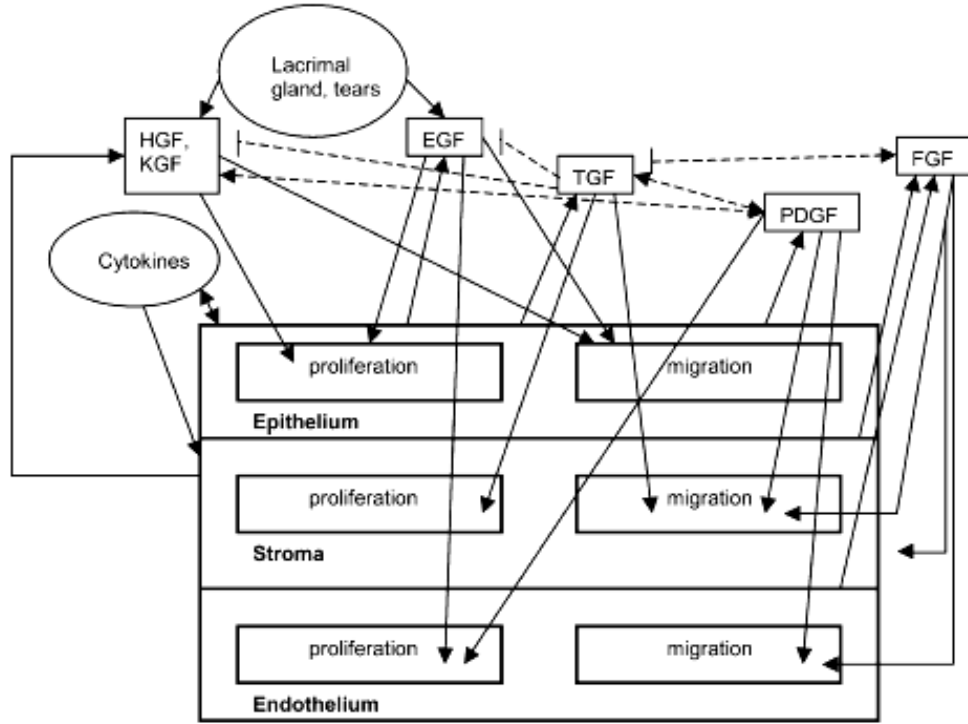 Lacrimal
gland, tears
HGF,
KGF
EGF
TGF
FGF
PDGF
Cytokines
proliferation
migration
Epithelium
proliferation
migration
Stroma
proliferation
migration
Endothelium